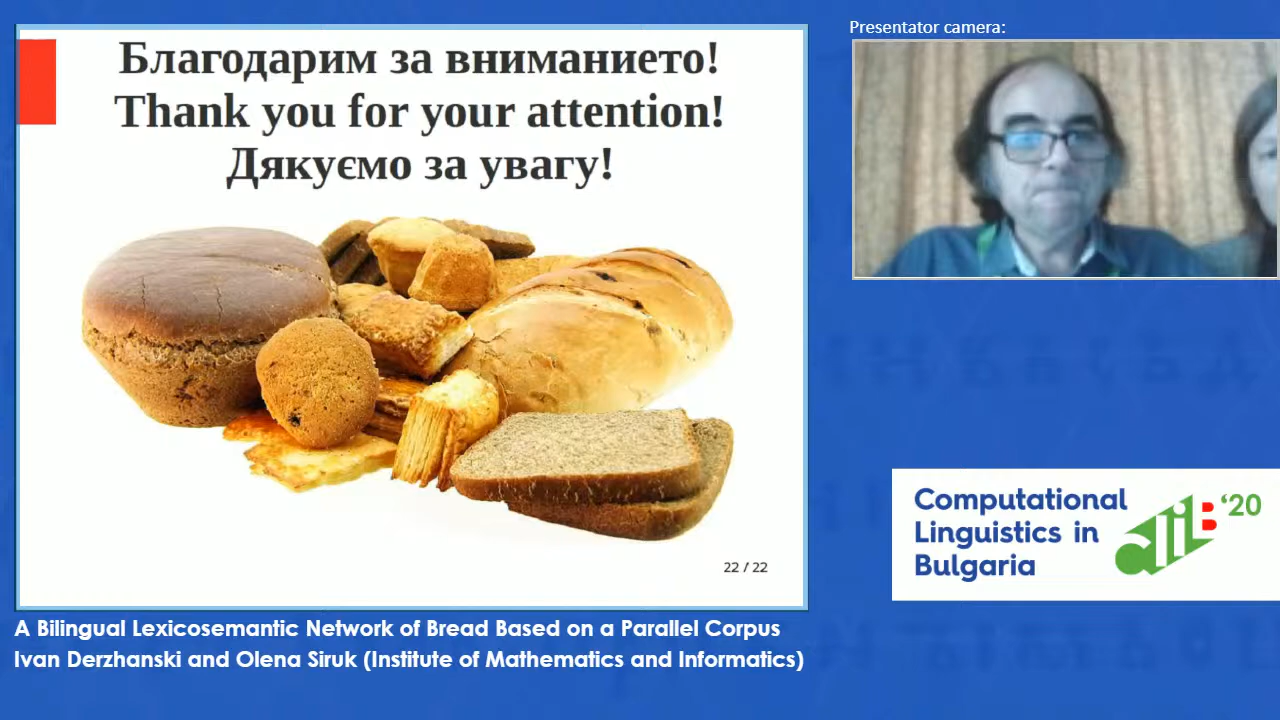 Благодарим за вниманието!
Thank you for your attention!
Дякуємо за увагу!
22 / 22
Presentator camera:
Computational
Linguistics in
Bulgaria
CLIB '20
A Bilingual Lexicosemantic Network of Bread Based on a Parallel Corpus
Ivan Derzhanski and Olena Siruk (Institute of Mathematics and Informatics)